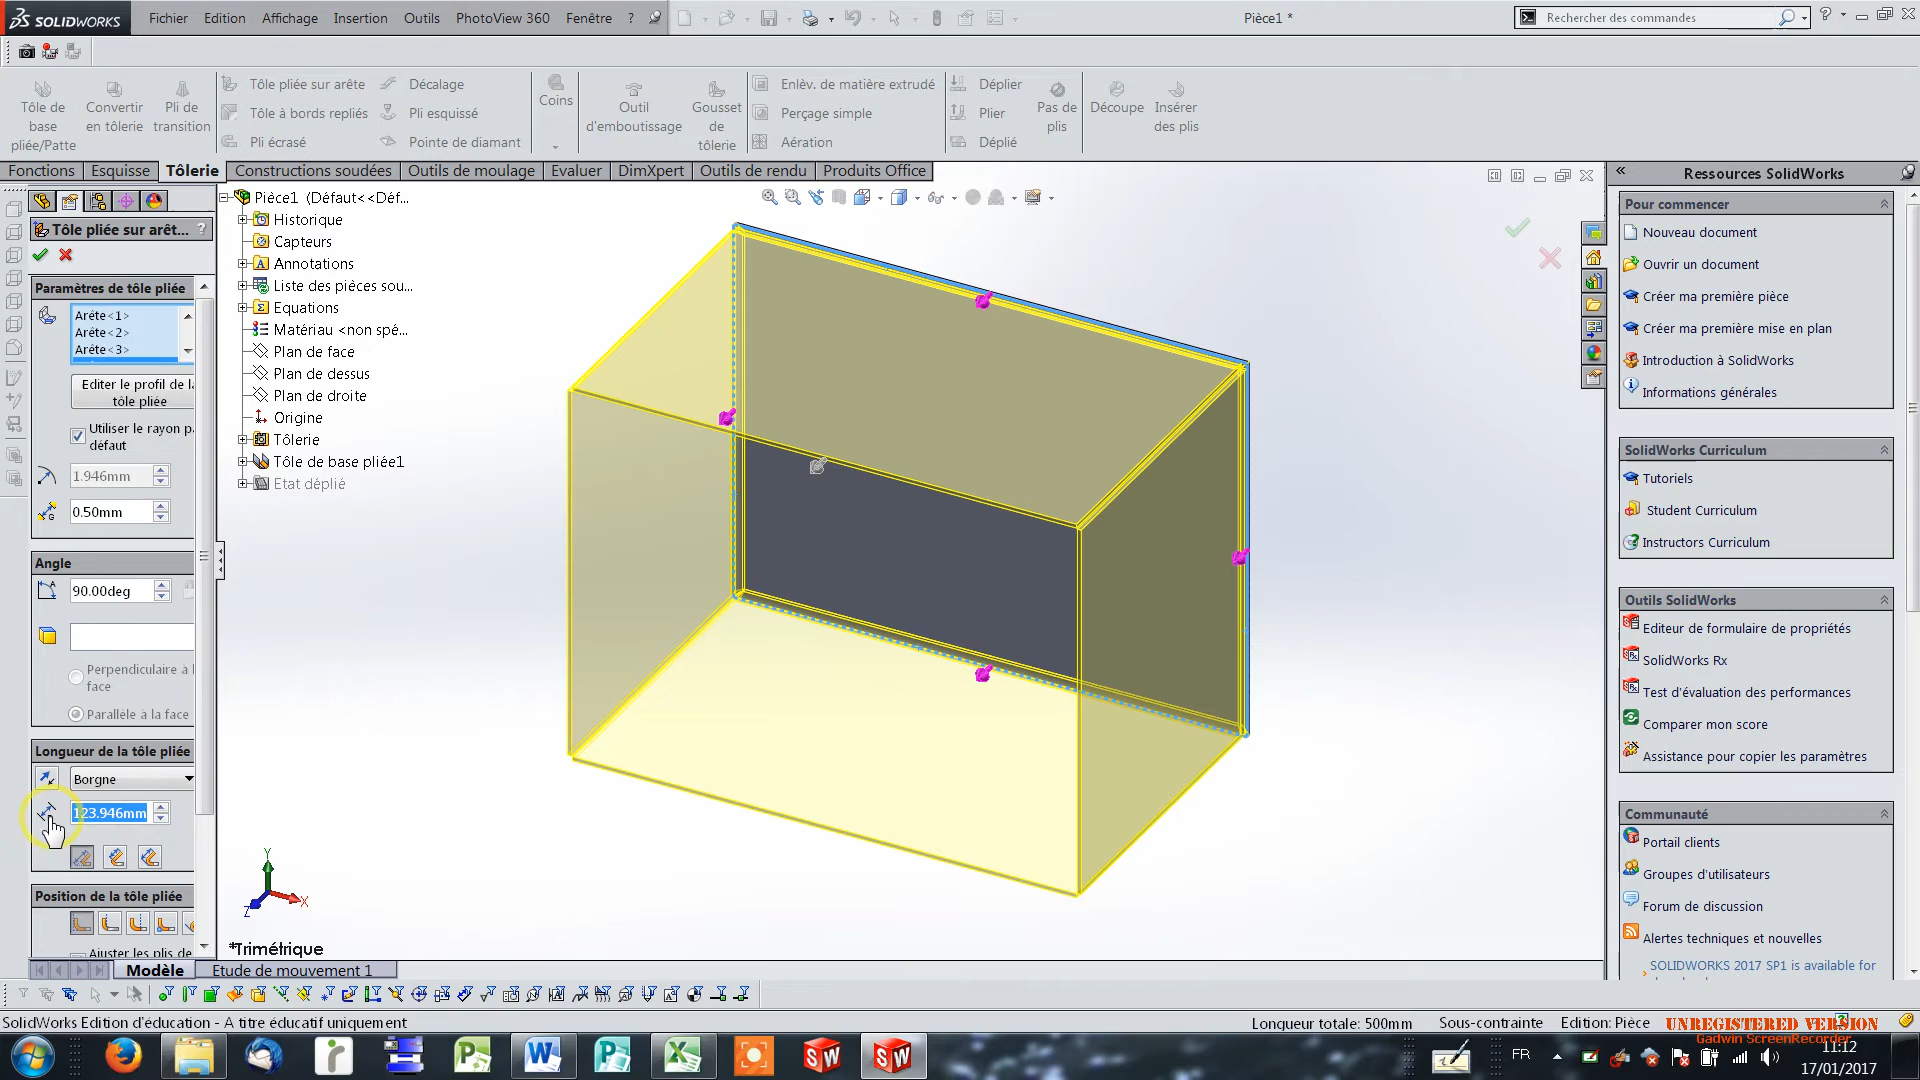 SOLIDWORKS
Fichier Edition Affichage Insertion Outils PhotoView 360 Fenêtre ?
Pièce1 *
Rechercher des commandes
Tôle de base pliée/Patte
Convertir en tôlerie
Pli de transition
Tôle pliée sur arête
Tôle à bords repliés
Pli écrasé
Décalage
Pli esquissé
Pointe de diamant
Coins
Outil d'emboutissage
Gousset de tôlerie
Enlèv. de matière extrudé
Perçage simple
Aération
Déplier
Plier
Déplié
Pas de plis
Découpe
Insérer des plis
Fonctions Esquisse Tôlerie Constructions soudées Outils de moulage Evaluer DimXpert Outils de rendu Produits Office
Tôle pliée sur arêt... ?
Paramètres de tôle pliée
Arête<1>
Arête<2>
Arête<3>
Editer le profil de la
tôle pliée
Utiliser le rayon pa
défaut
1.946mm
0.50mm
Angle
90.00deg
Perpendiculaire à l
face
Parallèle à la face
Longueur de la tôle pliée
Borgne
123.946mm
Position de la tôle pliée
Ajuster les plis de
Pièce1 (Défaut<<Déf...
Historique
Capteurs
Annotations
Liste des pièces sou...
Equations
Matériau <non spé...
Plan de face
Plan de dessus
Plan de droite
Origine
Tôlerie
Tôle de base pliée1
Etat déplié
Y
X
Z
*Trimétrique
Modèle
Etude de mouvement 1
Ressources SolidWorks
Pour commencer
Nouveau document
Ouvrir un document
Créer ma première pièce
Créer ma première mise en plan
Introduction à SolidWorks
Informations générales
SolidWorks Curriculum
Tutoriels
Student Curriculum
Instructors Curriculum
Outils SolidWorks
Editeur de formulaire de propriétés
SolidWorks Rx
Test d'évaluation des performances
Comparer mon score
Assistance pour copier les paramètres
Communauté
Portail clients
Groupes d'utilisateurs
Forum de discussion
Alertes techniques et nouvelles
SOLIDWORKS 2017 SP1 is available for
SolidWorks Edition d'éducation - A titre éducatif uniquement
Longueur totale: 500mm Sous-contrainte Edition: Pièce
UNREGISTERED VERSION
Gadwin ScreenRecorder
FR
11:12
17/01/2017